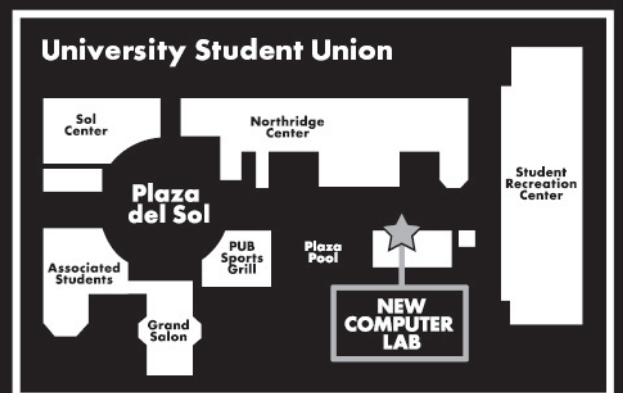 University Student Union
Sol
Center
Northridge
Center
Student
Recreation
Center
Plaza
del Sol
PUB
Sports
Grill
Plaza
Pool
Associated
Students
Grand
Salon
NEW
COMPUTER
LAB